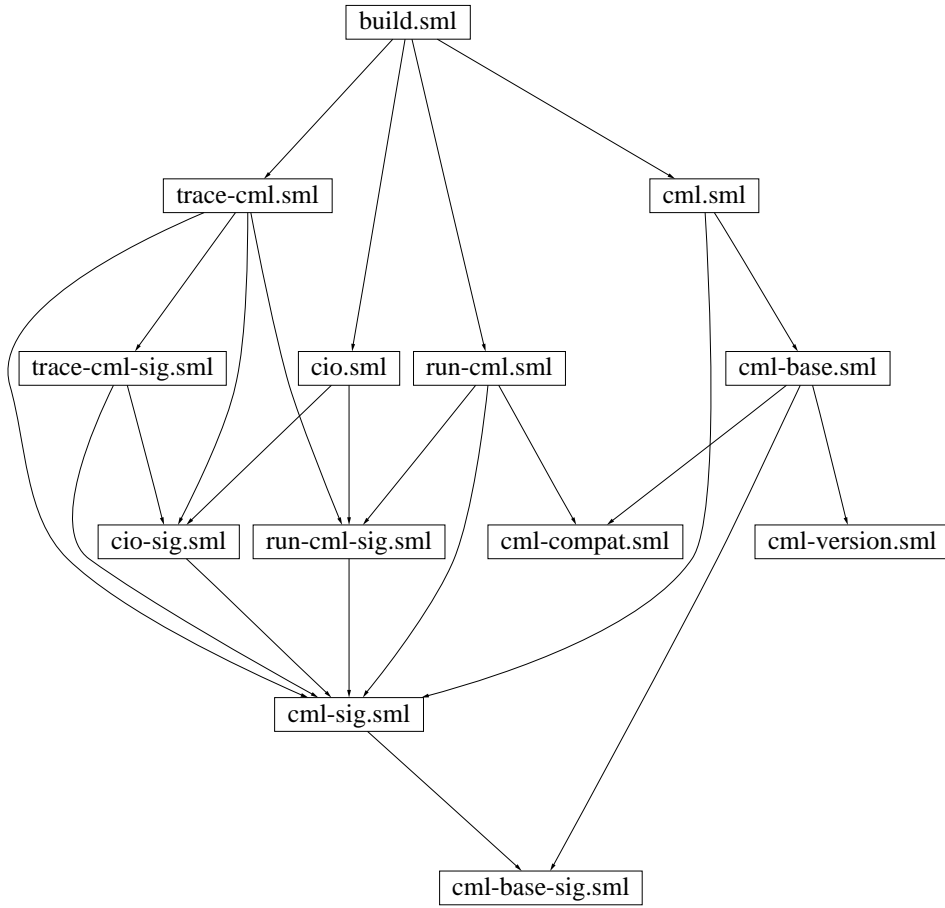 build.sml
trace-cml.sml
cml.sml
trace-cml-sig.sml
cio.sml
run-cml.sml
cml-base.sml
cio-sig.sml
run-cml-sig.sml
cml-compat.sml
cml-version.sml
cml-sig.sml
cml-base-sig.sml